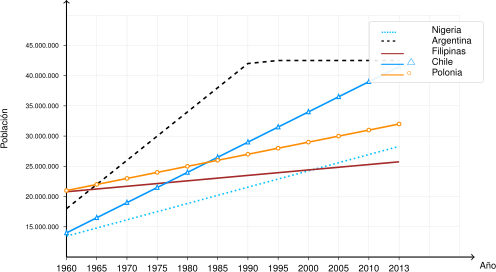 Nigeria
Argentina
Filipinas
Chile
Polonia
45.000.000
40.000.000
35.000.000
30.000.000
25.000.000
20.000.000
15.000.000
Población
1960 1965 1970 1975 1980 1985 1990 1995 2000 2005 2010 2013
Año